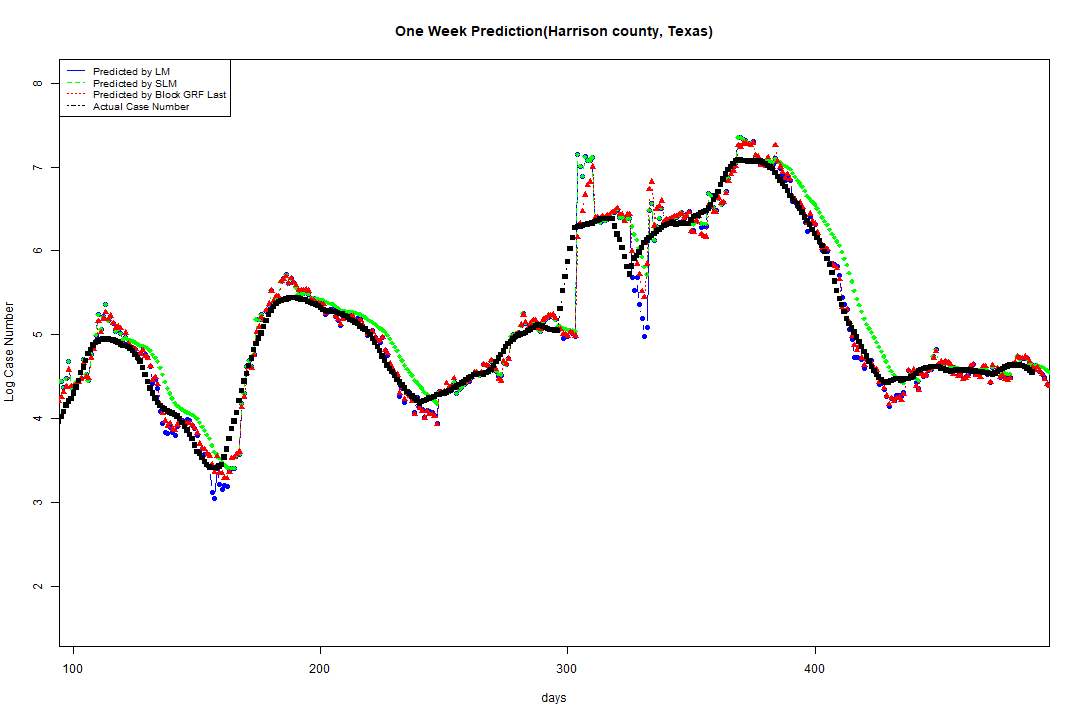 One Week Prediction(Harrison county, Texas)
Predicted by LM
Predicted by SLM
Predicted by Block GRF Last
Actual Case Number
8
7
6
5
4
3
2
Log Case Number
100 200 300 400
days